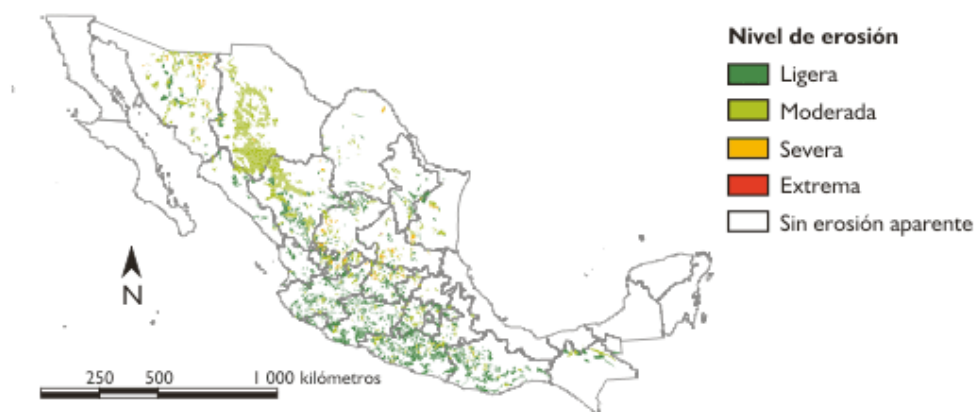 Nivel de erosión
Ligera
Moderada
Severa
Extrema
Sin erosión aparente
N
250 500 1 000 kilómetros